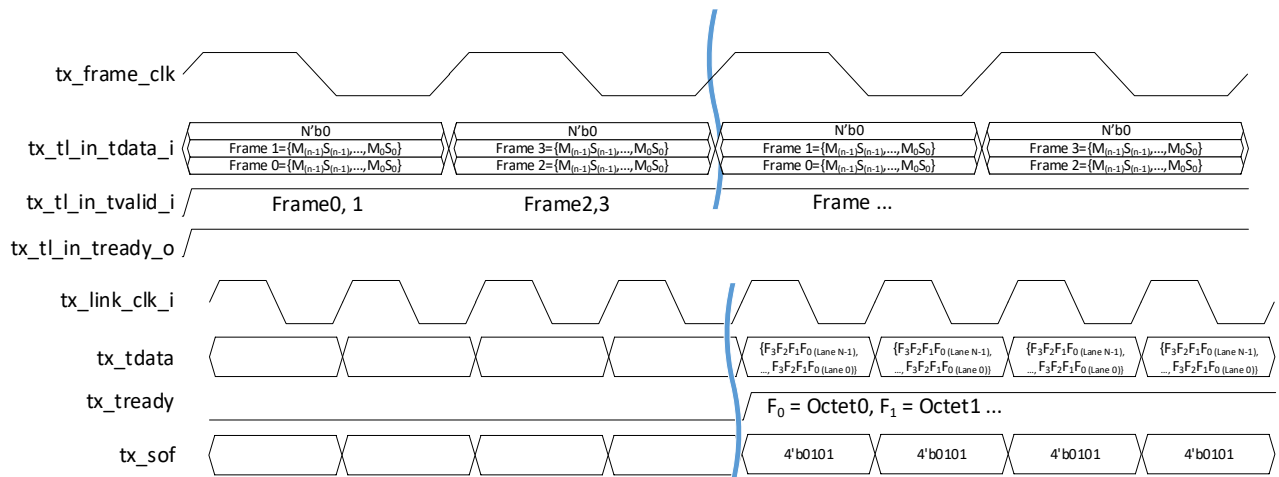 tx_frame_clk
N'b0 N'b0 N'b0 N'b0
tx_tl_in_tdata_i Frame 1={M(n-1)S(n-1),...,M0S0} Frame 3={M(n-1)S(n-1),...,M0S0} Frame 1={M(n-1)S(n-1),...,M0S0} Frame 3={M(n-1)S(n-1),...,M0S0}
Frame 0={M(n-1)S(n-1),...,M0S0} Frame 2={M(n-1)S(n-1),...,M0S0} Frame 0={M(n-1)S(n-1),...,M0S0} Frame 2={M(n-1)S(n-1),...,M0S0}
tx_tl_in_tvalid_i Frame0, 1 Frame2,3 Frame ...
tx_tl_in_tready_o
tx_link_clk_i
tx_tdata {F3F2F1F0 (Lane N-1), {F3F2F1F0 (Lane N-1), {F3F2F1F0 (Lane N-1), {F3F2F1F0 (Lane N-1),
..., F3F2F1F0 (Lane 0)} ..., F3F2F1F0 (Lane 0)} ..., F3F2F1F0 (Lane 0)} ..., F3F2F1F0 (Lane 0)}
tx_tready F0 = Octet0, F1 = Octet1 ...
tx_sof 4'b0101 4'b0101 4'b0101 4'b0101